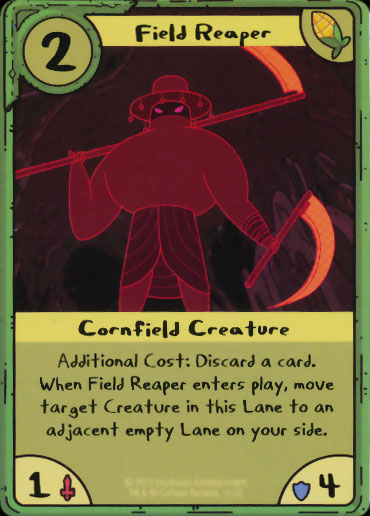 2
Field Reaper
Cornfield Creature
Additional Cost: Discard a card.
When Field Reaper enters play, move
target Creature in this Lane to an
adjacent empty Lane on your side.
1
4